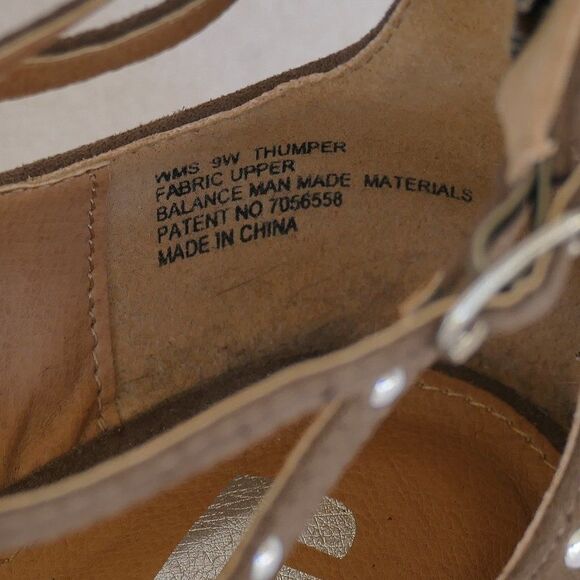 WMS 9W THUMPER
FABRIC UPPER
BALANCE MAN MADE MATERIALS
PATENT NO 7056558
MADE IN CHINA